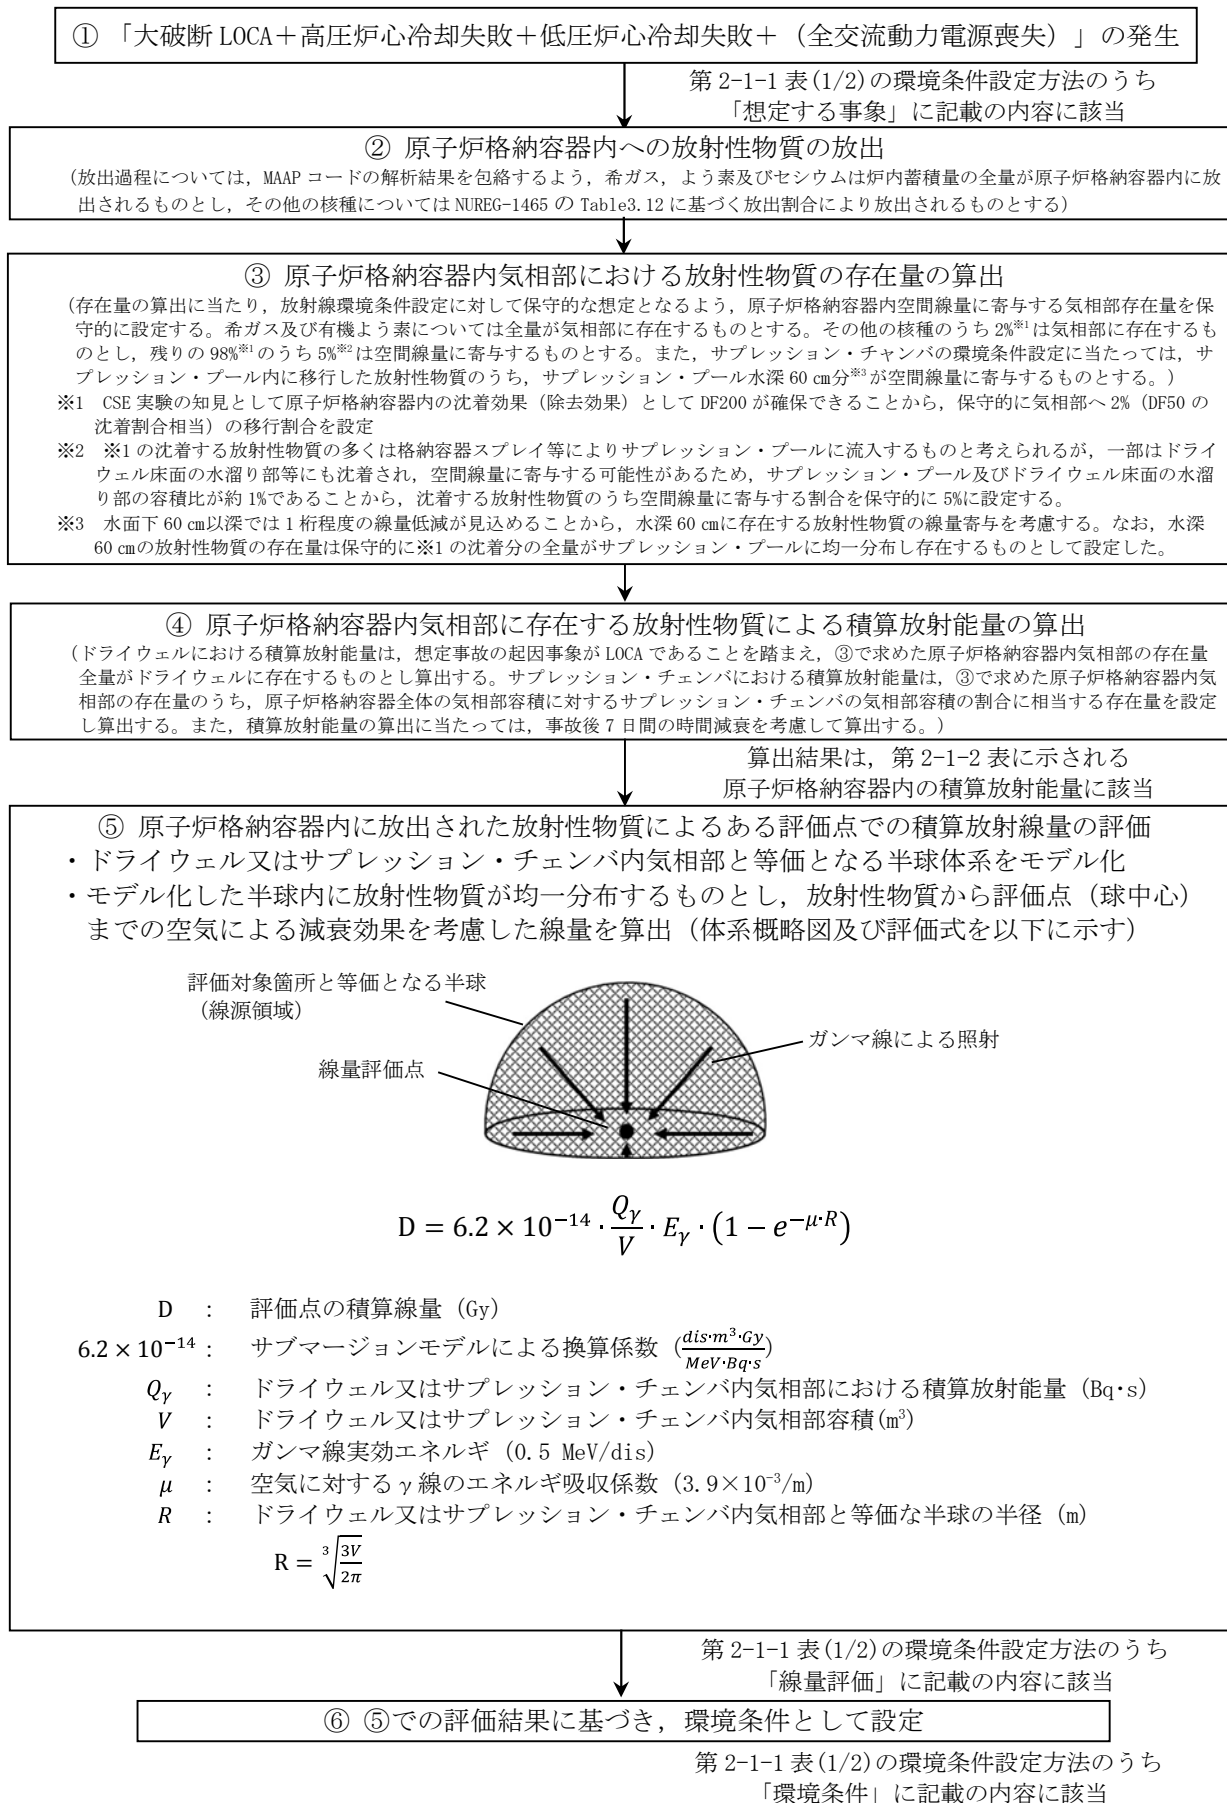 ① 「大破断 LOCA＋高圧炉心冷却失敗＋低圧炉心冷却失敗＋（全交流動力電源喪失）」の発生
第 2-1-1 表(1/2)の環境条件設定方法のうち
「想定する事象」に記載の内容に該当
② 原子炉格納容器内への放射性物質の放出
（放出過程については，MAAP コードの解析結果を包絡するよう，希ガス，よう素及びセシウムは炉内蓄積量の全量が原子炉格納容器内に放
出されるものとし，その他の核種については NUREG-1465 の Table3.12 に基づく放出割合により放出されるものとする）
③ 原子炉格納容器内気相部における放射性物質の存在量の算出
（存在量の算出に当たり，放射線環境条件設定に対して保守的な想定となるよう，原子炉格納容器内空間線量に寄与する気相部存在量を保
守的に設定する。希ガス及び有機よう素については全量が気相部に存在するものとする。その他の核種のうち 2%※1は気相部に存在するも
のとし，残りの 98%※1のうち 5%※2は空間線量に寄与するものとする。また，サプレッション・チャンバの環境条件設定に当たっては，サ
プレッション・プール内に移行した放射性物質のうち，サプレッション・プール水深 60 ㎝分※3が空間線量に寄与するものとする。）
※1 CSE 実験の知見として原子炉格納容器内の沈着効果（除去効果）として DF200 が確保できることから，保守的に気相部へ 2%（DF50 の
沈着割合相当）の移行割合を設定
※2 ※1 の沈着する放射性物質の多くは格納容器スプレイ等によりサプレッション・プールに流入するものと考えられるが，一部はドライ
ウェル床面の水溜り部等にも沈着され，空間線量に寄与する可能性があるため，サプレッション・プール及びドライウェル床面の水溜
り部の容積比が約 1%であることから，沈着する放射性物質のうち空間線量に寄与する割合を保守的に 5%に設定する。
※3 水面下 60 ㎝以深では 1 桁程度の線量低減が見込めることから，水深 60 ㎝に存在する放射性物質の線量寄与を考慮する。なお，水深
60 ㎝の放射性物質の存在量は保守的に※1 の沈着分の全量がサプレッション・プールに均一分布し存在するものとして設定した。
④ 原子炉格納容器内気相部に存在する放射性物質による積算放射能量の算出
（ドライウェルにおける積算放射能量は，想定事故の起因事象が LOCA であることを踏まえ，③で求めた原子炉格納容器内気相部の存在量
全量がドライウェルに存在するものとし算出する。サプレッション・チェンバにおける積算放射能量は，③で求めた原子炉格納容器内気
相部の存在量のうち，原子炉格納容器全体の気相部容積に対するサプレッション・チェンバの気相部容積の割合に相当する存在量を設定
し算出する。また，積算放射能量の算出に当たっては，事故後 7 日間の時間減衰を考慮して算出する。）
算出結果は，第 2-1-2 表に示される
原子炉格納容器内の積算放射能量に該当
⑤ 原子炉格納容器内に放出された放射性物質によるある評価点での積算放射線量の評価
・ドライウェル又はサプレッション・チェンバ内気相部と等価となる半球体系をモデル化
・モデル化した半球内に放射性物質が均一分布するものとし，放射性物質から評価点（球中心）
までの空気による減衰効果を考慮した線量を算出（体系概略図及び評価式を以下に示す）
評価対象箇所と等価となる半球
（線源領域）
ガンマ線による照射
線量評価点
D = 6.2 × 10⁻¹⁴ · Qγ/V · Eγ · (1 − e^(−μ·R))
D ： 評価点の積算線量（Gy）
6.2 × 10⁻¹⁴： サブマージョンモデルによる換算係数（dis·m³·Gy/MeV·Bq·s）
Qγ ： ドライウェル又はサプレッション・チェンバ内気相部における積算放射能量（Bq･s）
V ： ドライウェル又はサプレッション・チェンバ内気相部容積(m³)
Eγ ： ガンマ線実効エネルギ（0.5 MeV/dis）
μ ： 空気に対するγ線のエネルギ吸収係数（3.9×10⁻³/m）
R ： ドライウェル又はサプレッション・チェンバ内気相部と等価な半球の半径（m）
R = ³√(3V/2π)
第 2-1-1 表(1/2)の環境条件設定方法のうち
「線量評価」に記載の内容に該当
⑥ ⑤での評価結果に基づき，環境条件として設定
第 2-1-1 表(1/2)の環境条件設定方法のうち
「環境条件」に記載の内容に該当